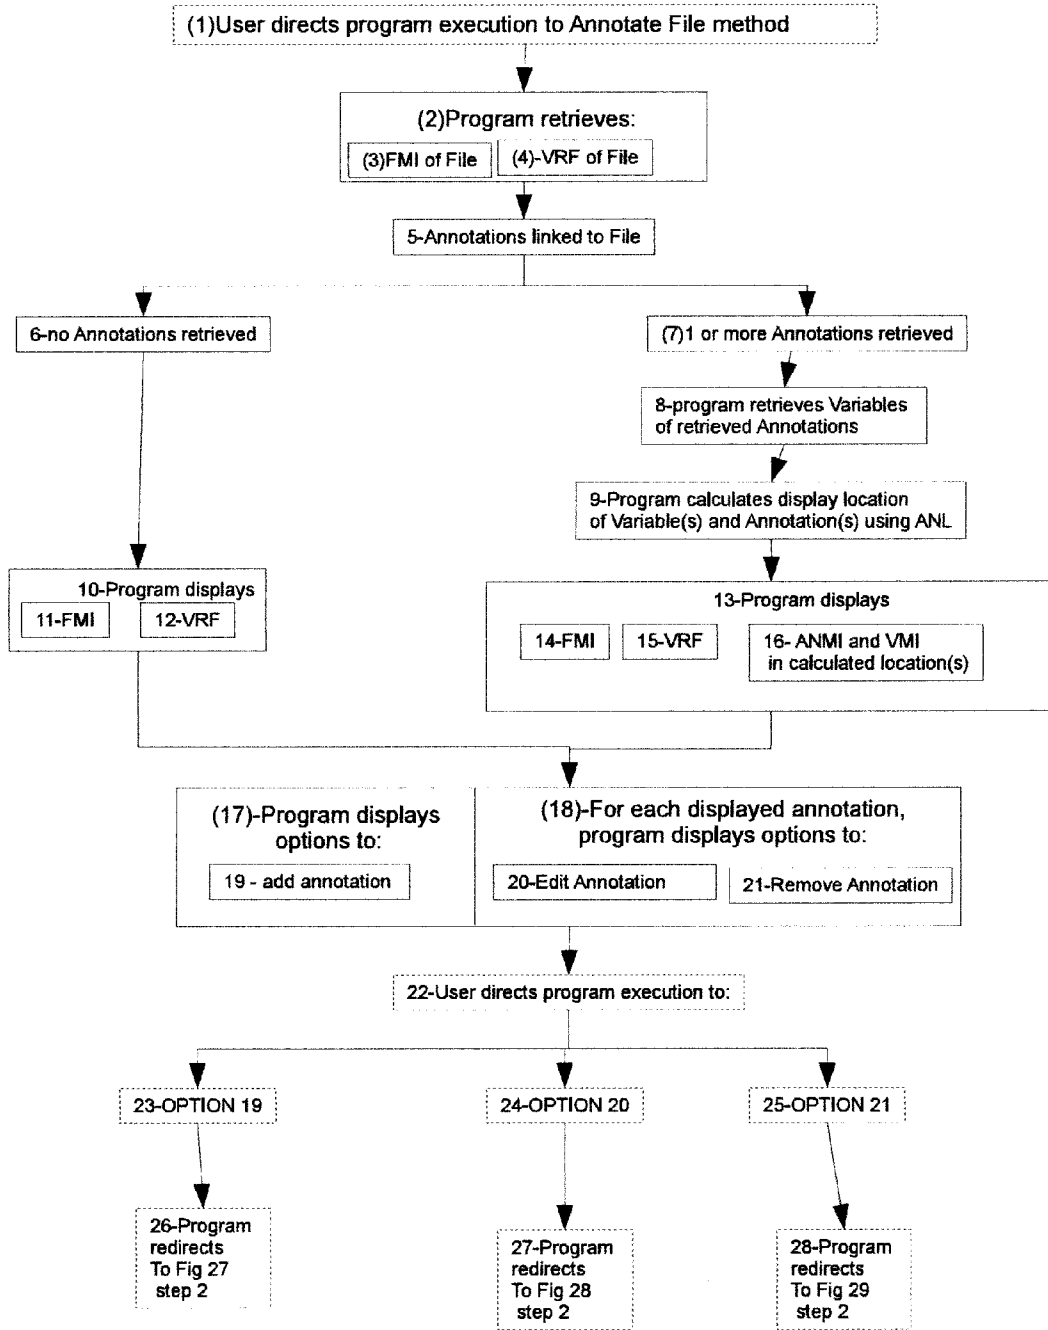 (1)User directs program execution to Annotate File method
(2)Program retrieves:
(3)FMI of File
(4)-VRF of File
5-Annotations linked to File
6-no Annotations retrieved
(7)1 or more Annotations retrieved
8-program retrieves Variables
of retrieved Annotations
9-Program calculates display location
of Variable(s) and Annotation(s) using ANL
10-Program displays
11-FMI
12-VRF
13-Program displays
14-FMI
15-VRF
16- ANMI and VMI
in calculated location(s)
(17)-Program displays
options to:
19 - add annotation
(18)-For each displayed annotation,
program displays options to:
20-Edit Annotation
21-Remove Annotation
22-User directs program execution to:
23-OPTION 19
24-OPTION 20
25-OPTION 21
26-Program
redirects
To Fig 27
step 2
27-Program
redirects
To Fig 28
step 2
28-Program
redirects
To Fig 29
step 2